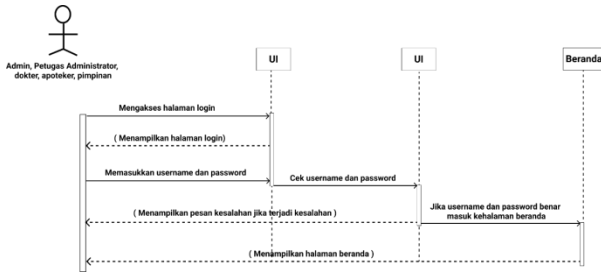 Admin, Petugas Administrator,
dokter, apoteker, pimpinan
UI
UI
Beranda
Mengakses halaman login
( Menampilkan halaman login)
Memasukkan username dan password
Cek username dan password
( Menampilkan pesan kesalahan jika terjadi kesalahan )
Jika username dan password benar
masuk kehalaman beranda
( Menampilkan halaman beranda )